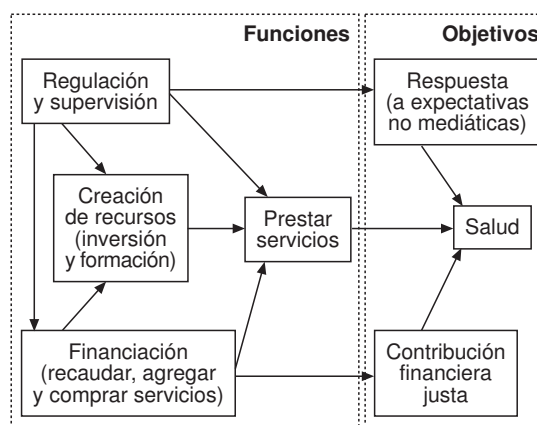 Funciones
Objetivos
Regulación
y supervisión
Respuesta
(a expectativas
no mediáticas)
Creación
de recursos
(inversión
y formación)
Prestar
servicios
Salud
Financiación
(recaudar, agregar
y comprar servicios)
Contribución
financiera
justa